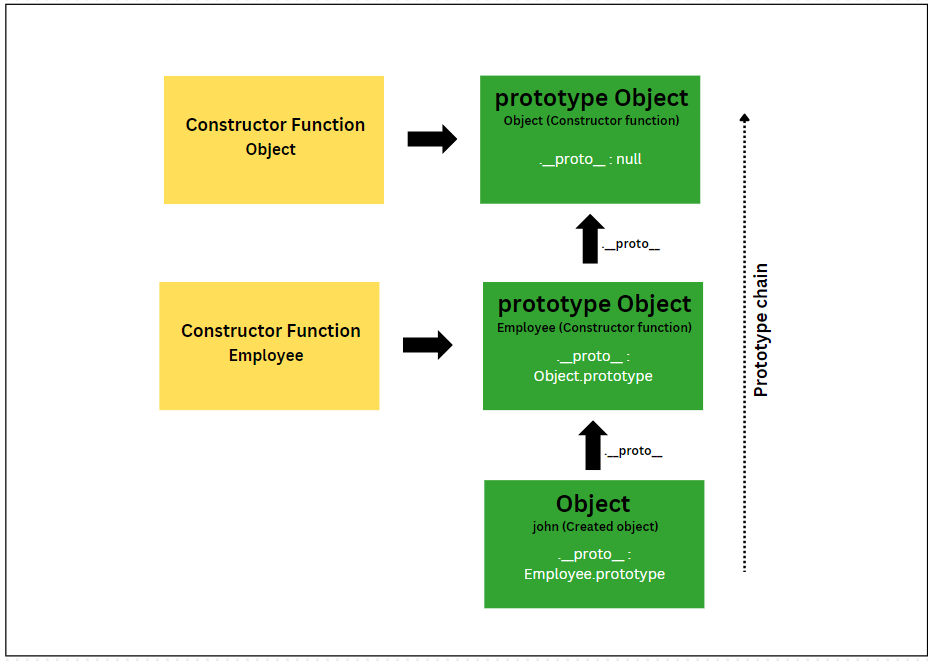 Constructor Function
Object
prototype Object
Object (Constructor function)
.__proto__ : null
.__proto__
Constructor Function
Employee
prototype Object
Employee (Constructor function)
.__proto__ :
Object.prototype
.__proto__
Object
john (Created object)
.__proto__ :
Employee.prototype
Prototype chain